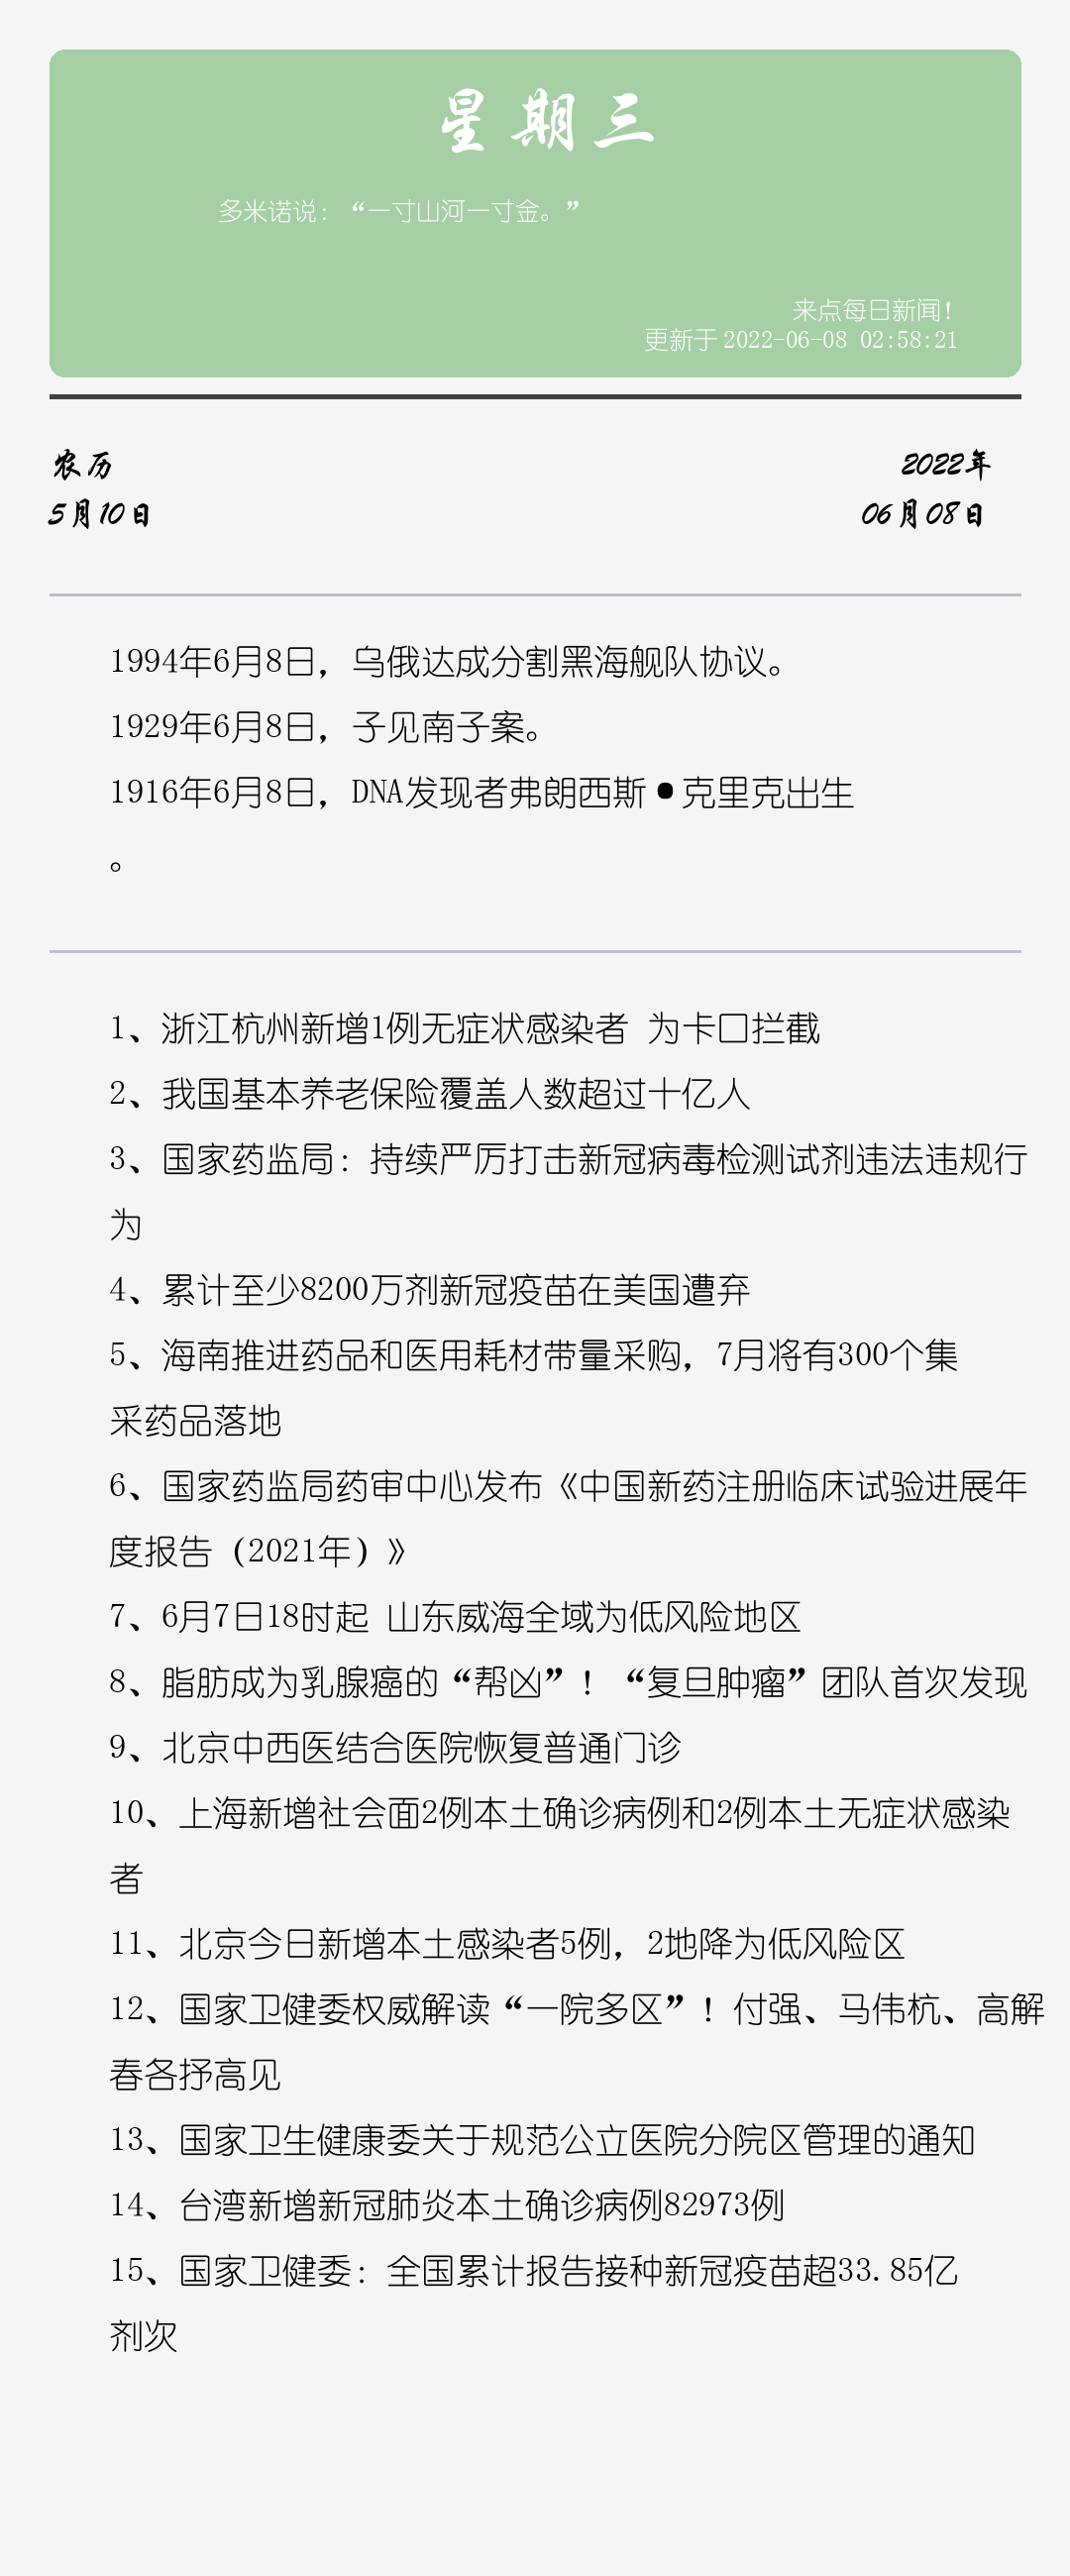 星期三
多米诺说：“一寸山河一寸金。”
来点每日新闻！
更新于 2022-06-08 02:58:21
农历
2022年
5月10日
06月08日
1994年6月8日，乌俄达成分割黑海舰队协议。
1929年6月8日，子见南子案。
1916年6月8日，DNA发现者弗朗西斯•克里克出生
。
1、浙江杭州新增1例无症状感染者 为卡口拦截
2、我国基本养老保险覆盖人数超过十亿人
3、国家药监局：持续严厉打击新冠病毒检测试剂违法违规行
为
4、累计至少8200万剂新冠疫苗在美国遭弃
5、海南推进药品和医用耗材带量采购，7月将有300个集
采药品落地
6、国家药监局药审中心发布《中国新药注册临床试验进展年
度报告（2021年）》
7、6月7日18时起 山东威海全域为低风险地区
8、脂肪成为乳腺癌的“帮凶”！“复旦肿瘤”团队首次发现
9、北京中西医结合医院恢复普通门诊
10、上海新增社会面2例本土确诊病例和2例本土无症状感染
者
11、北京今日新增本土感染者5例，2地降为低风险区
12、国家卫健委权威解读“一院多区”！付强、马伟杭、高解
春各抒高见
13、国家卫生健康委关于规范公立医院分院区管理的通知
14、台湾新增新冠肺炎本土确诊病例82973例
15、国家卫健委：全国累计报告接种新冠疫苗超33.85亿
剂次